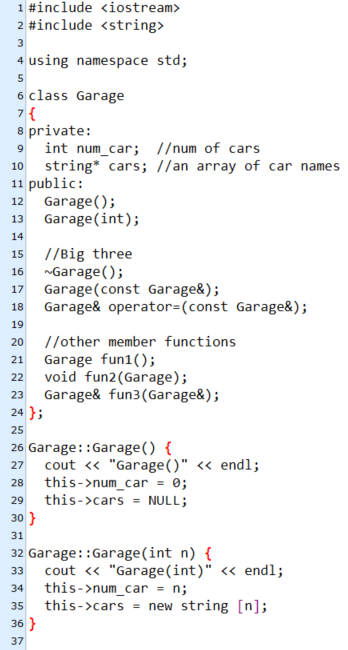 1 #include <iostream>
2 #include <string>
3
4 using namespace std;
5
6 class Garage
7 {
8 private:
9   int num_car;  //num of cars
10   string* cars; //an array of car names
11 public:
12   Garage();
13   Garage(int);
14
15   //Big three
16   ~Garage();
17   Garage(const Garage&);
18   Garage& operator=(const Garage&);
19
20   //other member functions
21   Garage fun1();
22   void fun2(Garage);
23   Garage& fun3(Garage&);
24 };
25
26 Garage::Garage() {
27   cout << "Garage()" << endl;
28   this->num_car = 0;
29   this->cars = NULL;
30 }
31
32 Garage::Garage(int n) {
33   cout << "Garage(int)" << endl;
34   this->num_car = n;
35   this->cars = new string [n];
36 }
37